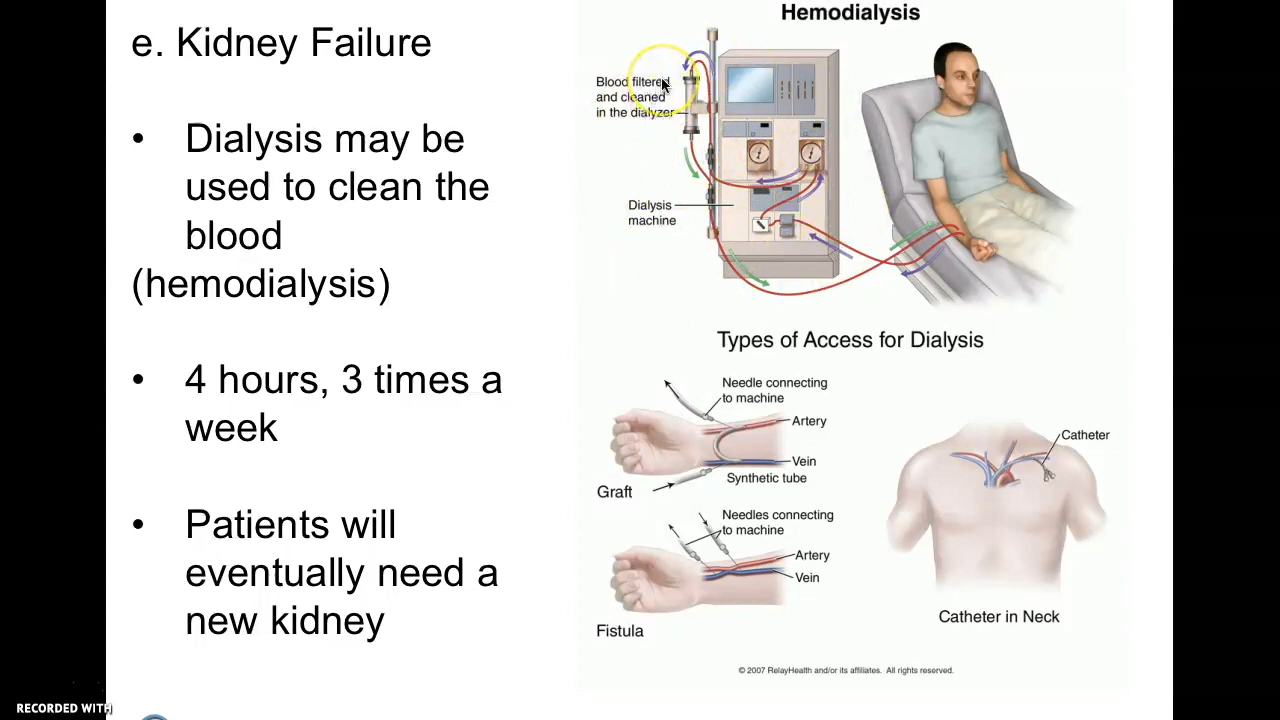 e. Kidney Failure
• Dialysis may be
used to clean the
blood
(hemodialysis)
• 4 hours, 3 times a
week
• Patients will
eventually need a
new kidney
Hemodialysis
Blood filtered
and cleaned
in the dialyzer
Dialysis
machine
Types of Access for Dialysis
Needle connecting
to machine
Artery
Vein
Synthetic tube
Graft
Needles connecting
to machine
Artery
Vein
Fistula
Catheter
Catheter in Neck
© 2007 RelayHealth and/or its affiliates. All rights reserved.
RECORDED WITH